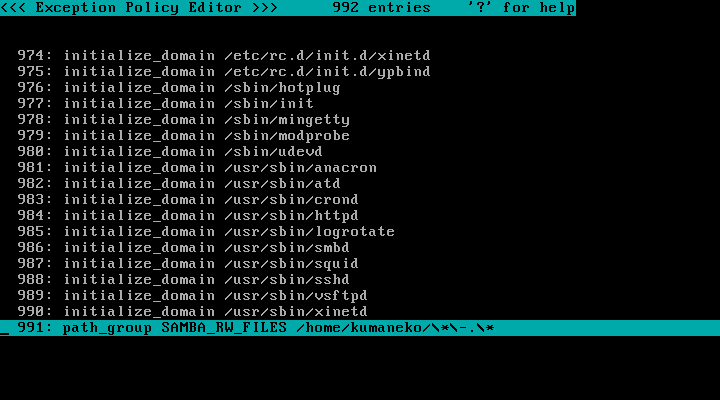 <<< Exception Policy Editor >>>      992 entries    '?' for help
974: initialize_domain /etc/rc.d/init.d/xinetd
975: initialize_domain /etc/rc.d/init.d/ypbind
976: initialize_domain /sbin/hotplug
977: initialize_domain /sbin/init
978: initialize_domain /sbin/mingetty
979: initialize_domain /sbin/modprobe
980: initialize_domain /sbin/udevd
981: initialize_domain /usr/sbin/anacron
982: initialize_domain /usr/sbin/atd
983: initialize_domain /usr/sbin/crond
984: initialize_domain /usr/sbin/httpd
985: initialize_domain /usr/sbin/logrotate
986: initialize_domain /usr/sbin/smbd
987: initialize_domain /usr/sbin/squid
988: initialize_domain /usr/sbin/sshd
989: initialize_domain /usr/sbin/vsftpd
990: initialize_domain /usr/sbin/xinetd
991: path_group SAMBA_RW_FILES /home/kumaneko/\*\-.\*